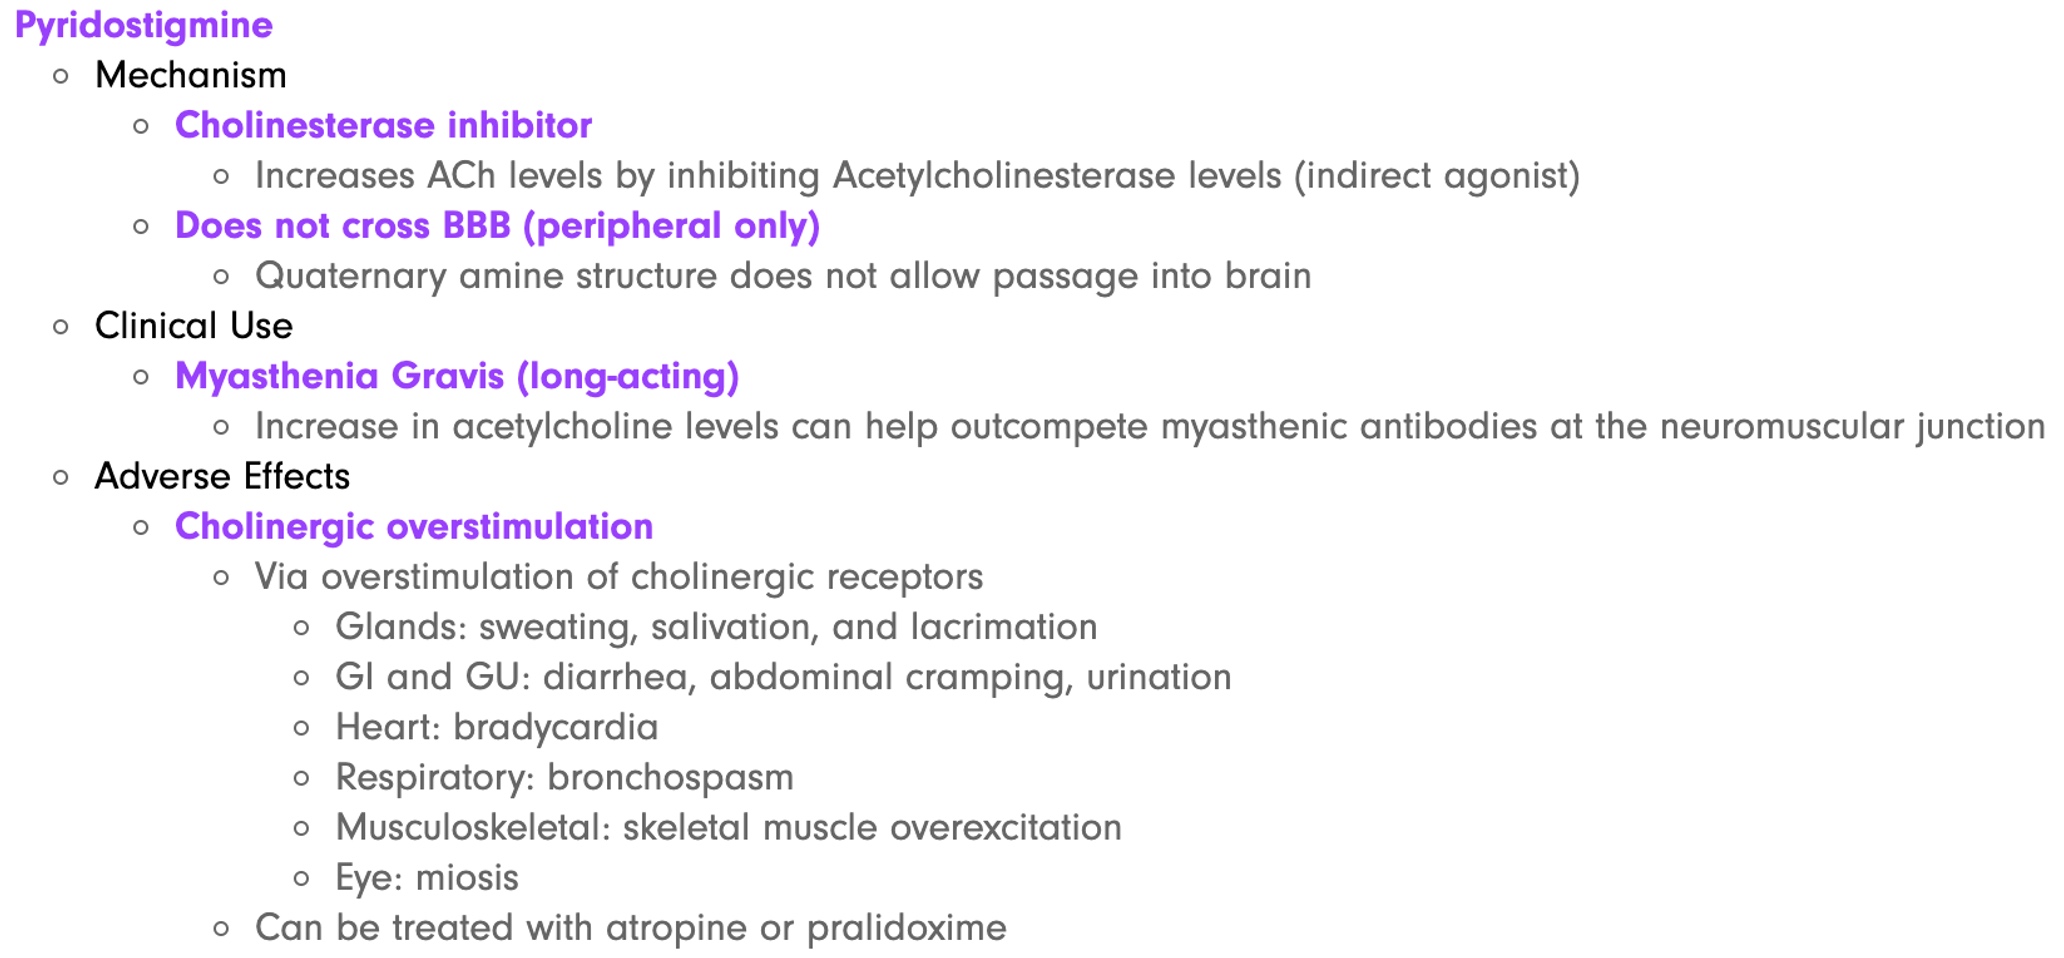 Pyridostigmine
Mechanism
Cholinesterase inhibitor
Increases ACh levels by inhibiting Acetylcholinesterase levels (indirect agonist)
Does not cross BBB (peripheral only)
Quaternary amine structure does not allow passage into brain
Clinical Use
Myasthenia Gravis (long-acting)
Increase in acetylcholine levels can help outcompete myasthenic antibodies at the neuromuscular junction
Adverse Effects
Cholinergic overstimulation
Via overstimulation of cholinergic receptors
Glands: sweating, salivation, and lacrimation
GI and GU: diarrhea, abdominal cramping, urination
Heart: bradycardia
Respiratory: bronchospasm
Musculoskeletal: skeletal muscle overexcitation
Eye: miosis
Can be treated with atropine or pralidoxime